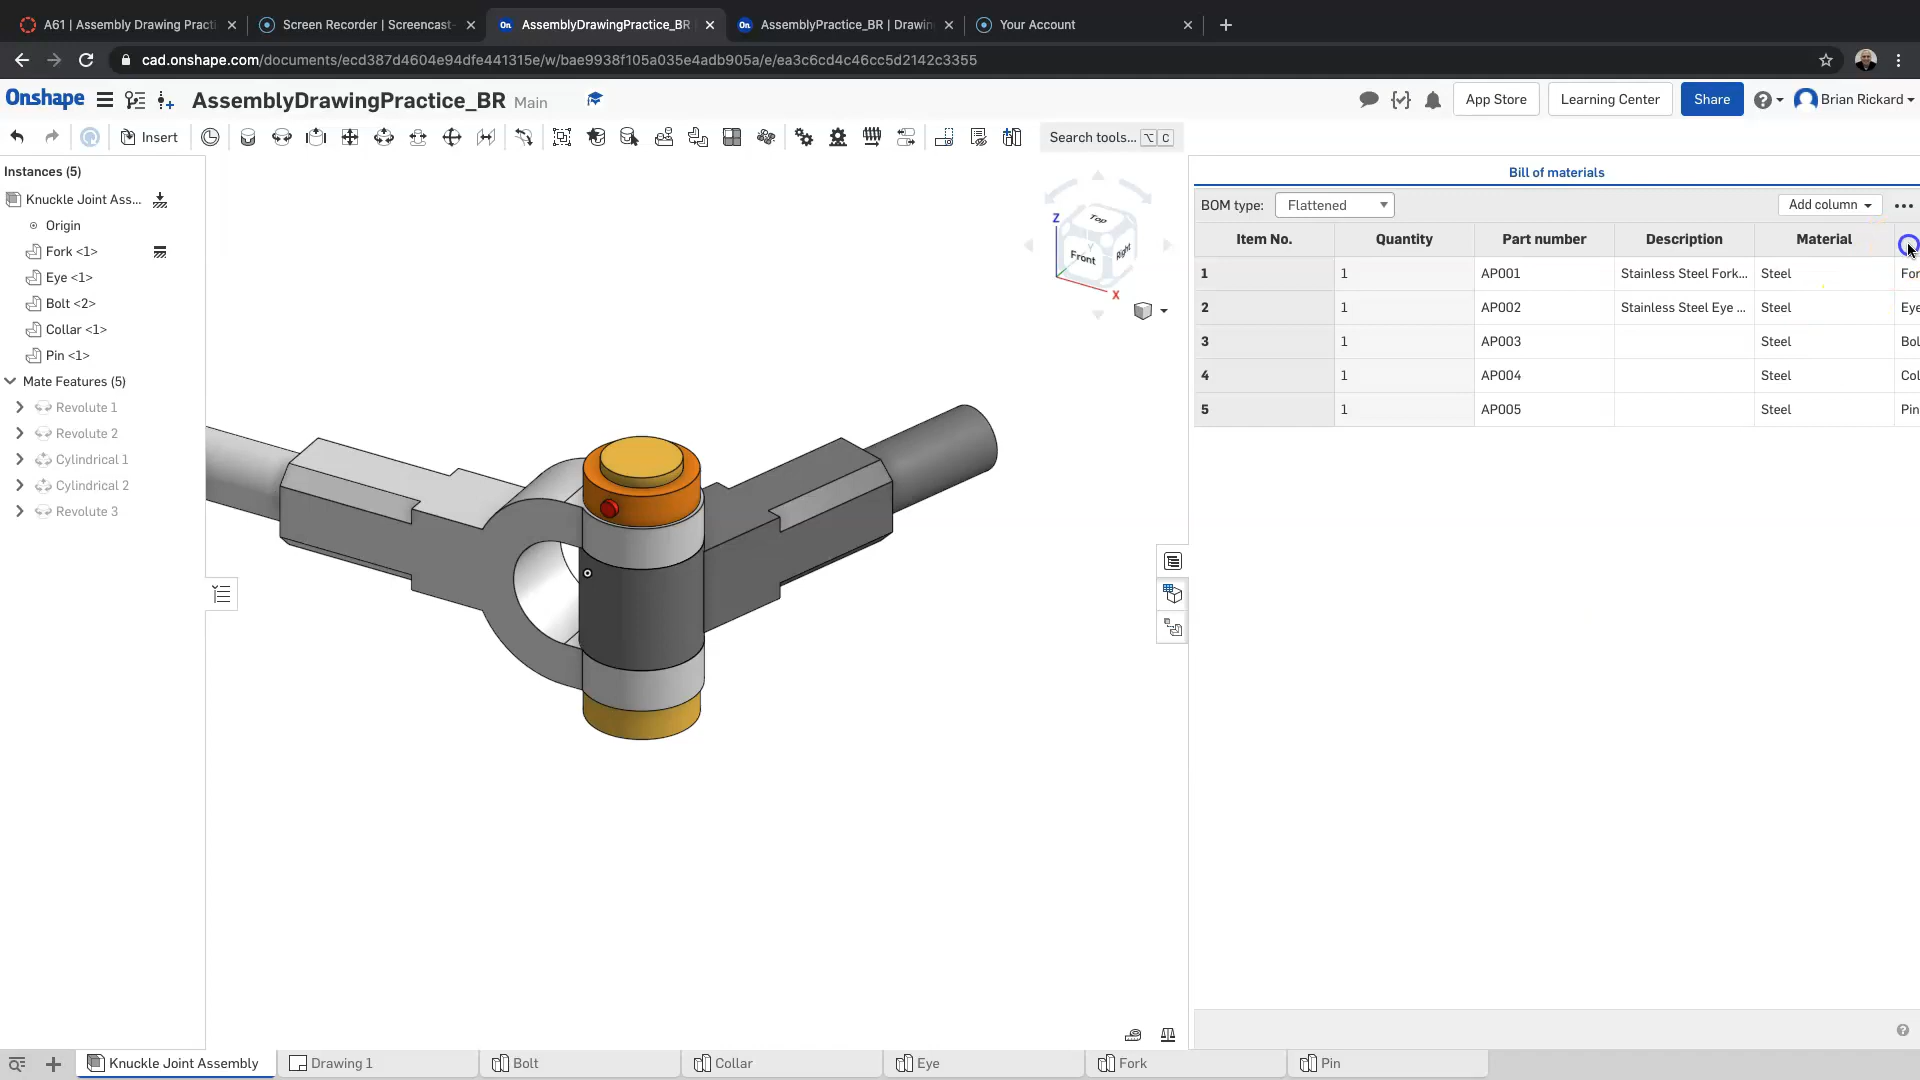 A61 | Assembly Drawing Practi
Screen Recorder | Screencast-
On AssemblyDrawingPractice_BR
On AssemblyPractice_BR | Drawin
Your Account
cad.onshape.com/documents/ecd387d4604e94dfe441315e/w/bae9938f105a035e4adb905a/e/ea3c6cd4c46cc5d2142c3355
Onshape
AssemblyDrawingPractice_BR Main
App Store
Learning Center
Share
Brian Rickard
Insert
Search tools... ⌥ C
Instances (5)
Knuckle Joint Ass...
Origin
Fork <1>
Eye <1>
Bolt <2>
Collar <1>
Pin <1>
Mate Features (5)
Revolute 1
Revolute 2
Cylindrical 1
Cylindrical 2
Revolute 3
Z
Top
Y
Front
Right
X
Bill of materials
BOM type: Flattened Add column
Item No. Quantity Part number Description Material
1 1 AP001 Stainless Steel Fork... Steel For
2 1 AP002 Stainless Steel Eye ... Steel Eye
3 1 AP003 Steel Bol
4 1 AP004 Steel Col
5 1 AP005 Steel Pin
Knuckle Joint Assembly
Drawing 1
Bolt
Collar
Eye
Fork
Pin